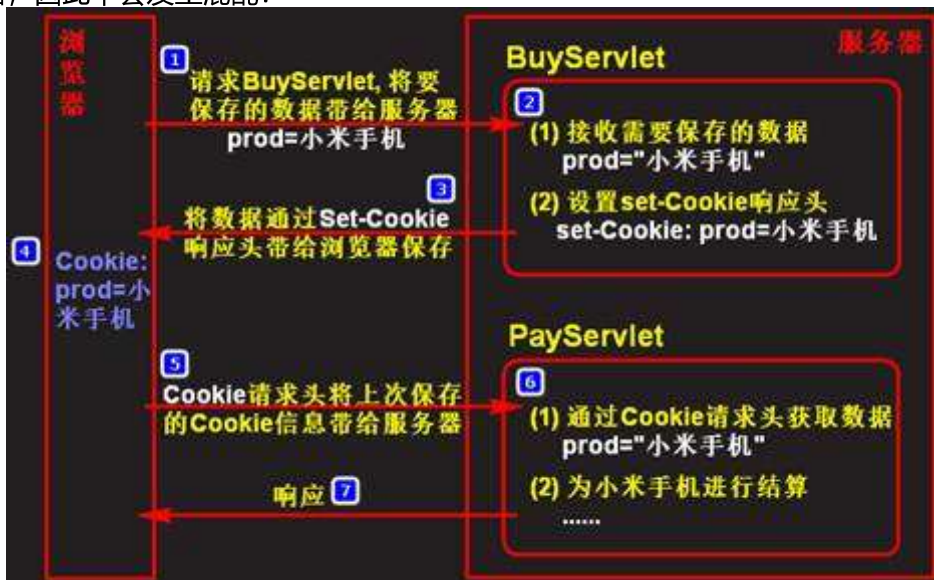 浏览器
服务器
1
请求BuyServlet, 将要
保存的数据带给服务器
prod=小米手机
BuyServlet
2
(1) 接收需要保存的数据
prod="小米手机"
(2) 设置set-Cookie响应头
set-Cookie: prod=小米手机
3
将数据通过Set-Cookie
响应头带给浏览器保存
4
Cookie:
prod=小
米手机
5
Cookie请求头将上次保存
的Cookie信息带给服务器
PayServlet
6
(1) 通过Cookie请求头获取数据
prod="小米手机"
(2) 为小米手机进行结算
......
响应 7